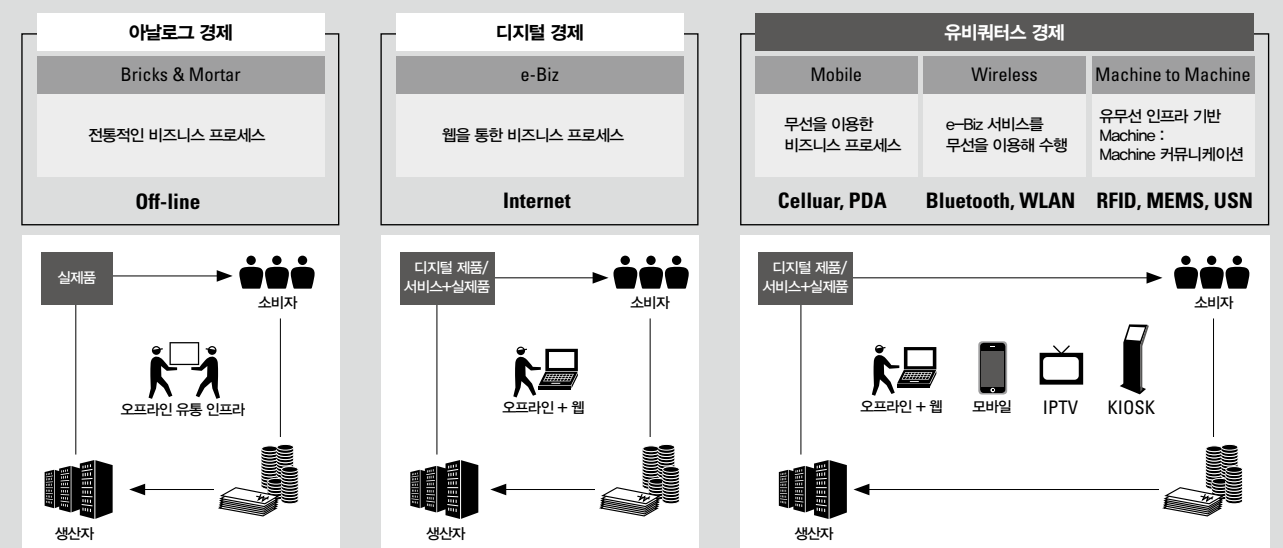 아날로그 경제
Bricks & Mortar
전통적인 비즈니스 프로세스
Off-line
디지털 경제
e-Biz
웹을 통한 비즈니스 프로세스
Internet
유비쿼터스 경제
Mobile
무선을 이용한
비즈니스 프로세스
Celluar, PDA
Wireless
e-Biz 서비스를
무선을 이용해 수행
Bluetooth, WLAN
Machine to Machine
유무선 인프라 기반
Machine :
Machine 커뮤니케이션
RFID, MEMS, USN
실제품
소비자
오프라인 유통 인프라
₩
생산자
디지털 제품/
서비스+실제품
소비자
오프라인 + 웹
₩
생산자
디지털 제품/
서비스+실제품
소비자
오프라인 + 웹
모바일
IPTV
KIOSK
₩
생산자